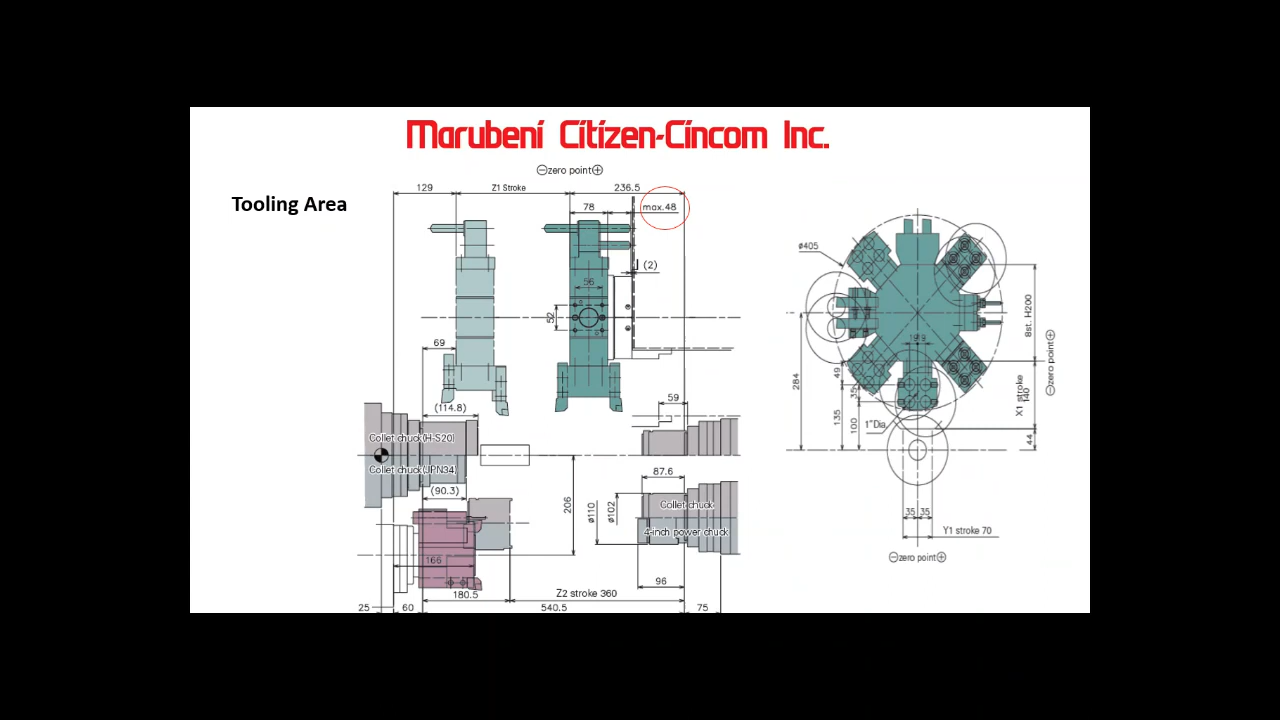 Marubeni Citizen-Cincom Inc.
⊖zero point⊕
129
Z1 Stroke
236.5
Tooling Area
78
max.48
(2)
56
52
69
(114.8)
59
Collet chuck(H-S20)
Collet chuck(JPN34)
(90.3)
87.6
206
ø110
ø102
Collet chuck
4-inch power chuck
166
96
180.5
Z2 stroke 360
25
60
540.5
75
ø405
8st. H200
⊖zero point⊕
284
49
35
135
100
1"Dia.
X1 stroke
140
44
35
35
Y1 stroke 70
⊖zero point⊕